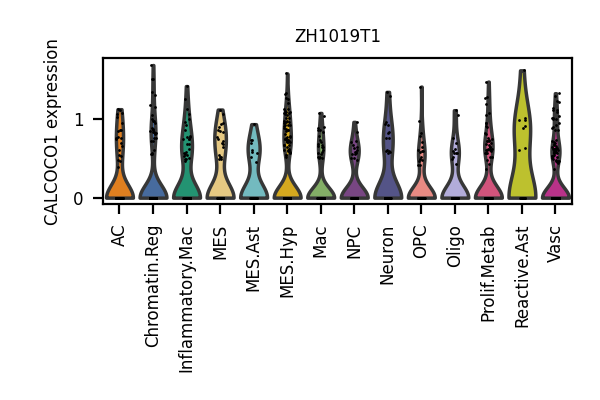 ZH1019T1
CALCOCO1 expression
1
0
AC
Chromatin.Reg
Inflammatory.Mac
MES
MES.Ast
MES.Hyp
Mac
NPC
Neuron
OPC
Oligo
Prolif.Metab
Reactive.Ast
Vasc